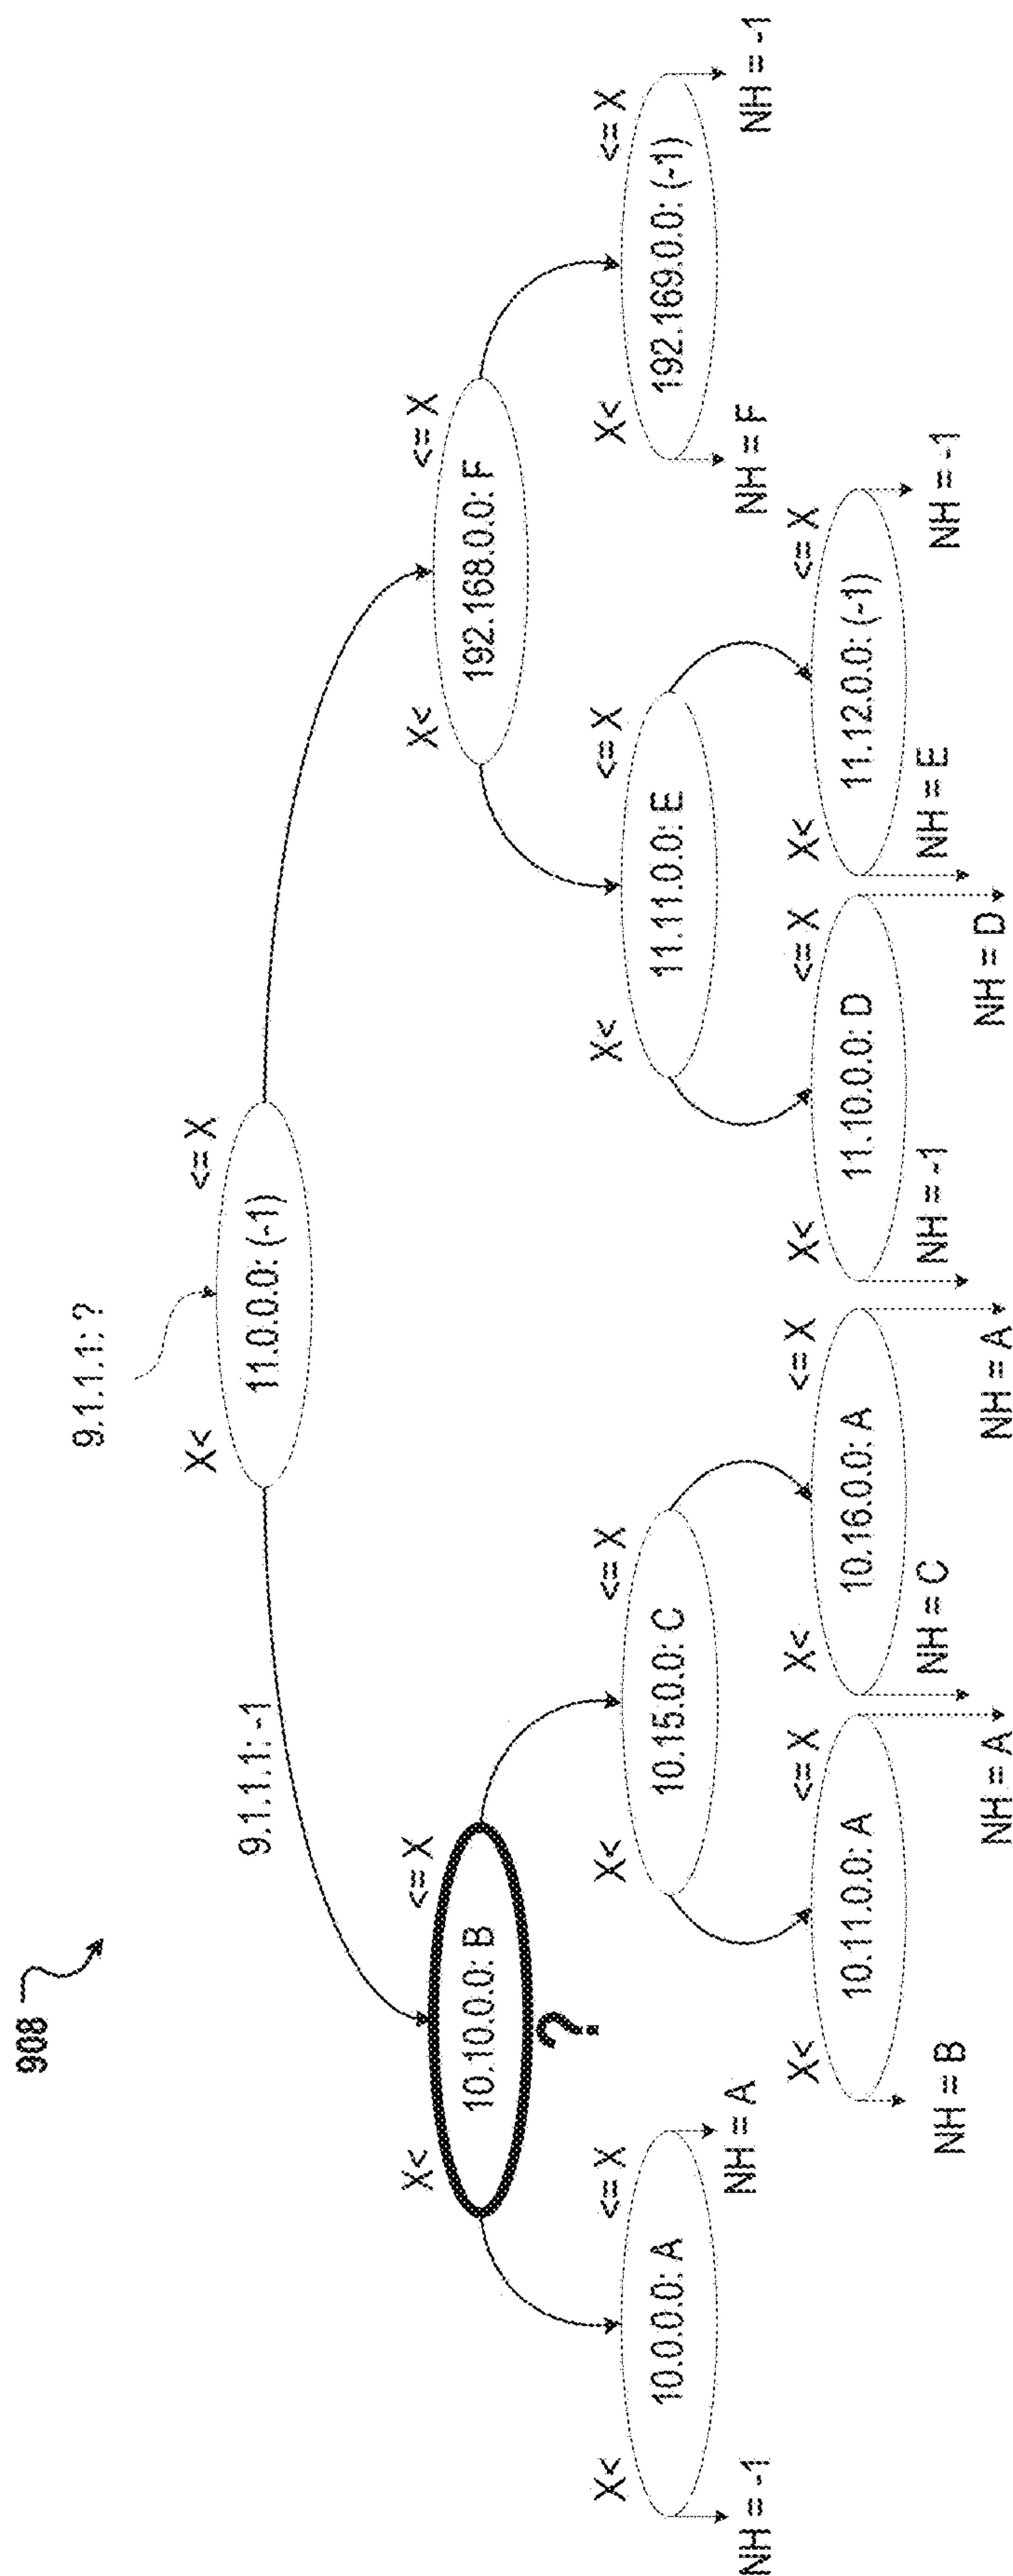 908
9.1.1.1: ?
X<
<= X
11.0.0.0: (-1)
9.1.1.1: -1
X<
<= X
10.10.0.0: B
?
X<
<= X
192.168.0.0: F
X<
<= X
10.0.0.0: A
NH = -1
NH = A
X<
<= X
10.15.0.0: C
X<
<= X
11.11.0.0: E
X<
<= X
192.169.0.0: (-1)
NH = F
NH = -1
X<
<= X
10.11.0.0: A
NH = B
NH = A
X<
<= X
10.16.0.0: A
NH = C
NH = A
X<
<= X
11.10.0.0: D
NH = -1
NH = D
X<
<= X
11.12.0.0: (-1)
NH = E
NH = -1